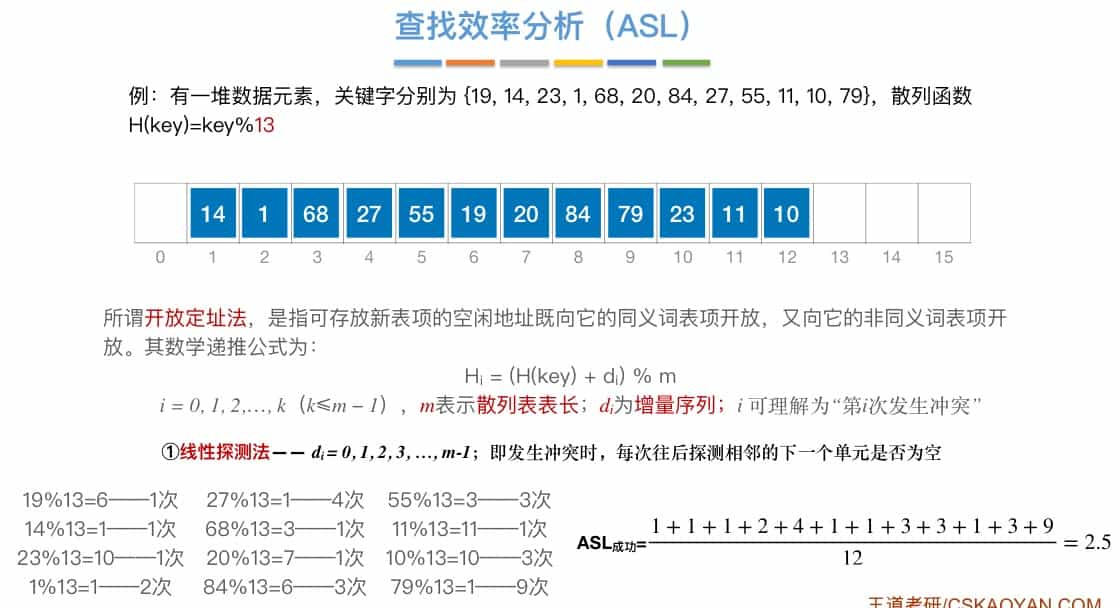 查找效率分析（ASL）
例：有一堆数据元素，关键字分别为 {19, 14, 23, 1, 68, 20, 84, 27, 55, 11, 10, 79}，散列函数
H(key)=key%13
14 1 68 27 55 19 20 84 79 23 11 10
0 1 2 3 4 5 6 7 8 9 10 11 12 13 14 15
所谓开放定址法，是指可存放新表项的空闲地址既向它的同义词表项开放，又向它的非同义词表项开
放。其数学递推公式为：
Hᵢ = (H(key) + dᵢ) % m
i = 0, 1, 2,…, k（k≤m − 1），m表示散列表表长；dᵢ为增量序列；i 可理解为“第i次发生冲突”
①线性探测法—— dᵢ = 0, 1, 2, 3, …, m-1；即发生冲突时，每次往后探测相邻的下一个单元是否为空
19%13=6——1次 27%13=1——4次 55%13=3——3次
14%13=1——1次 68%13=3——1次 11%13=11——1次
23%13=10——1次 20%13=7——1次 10%13=10——3次
1%13=1——2次 84%13=6——3次 79%13=1——9次
ASL成功= (1 + 1 + 1 + 2 + 4 + 1 + 1 + 3 + 3 + 1 + 3 + 9) / 12 = 2.5
王道考研/CSKAOYAN.COM